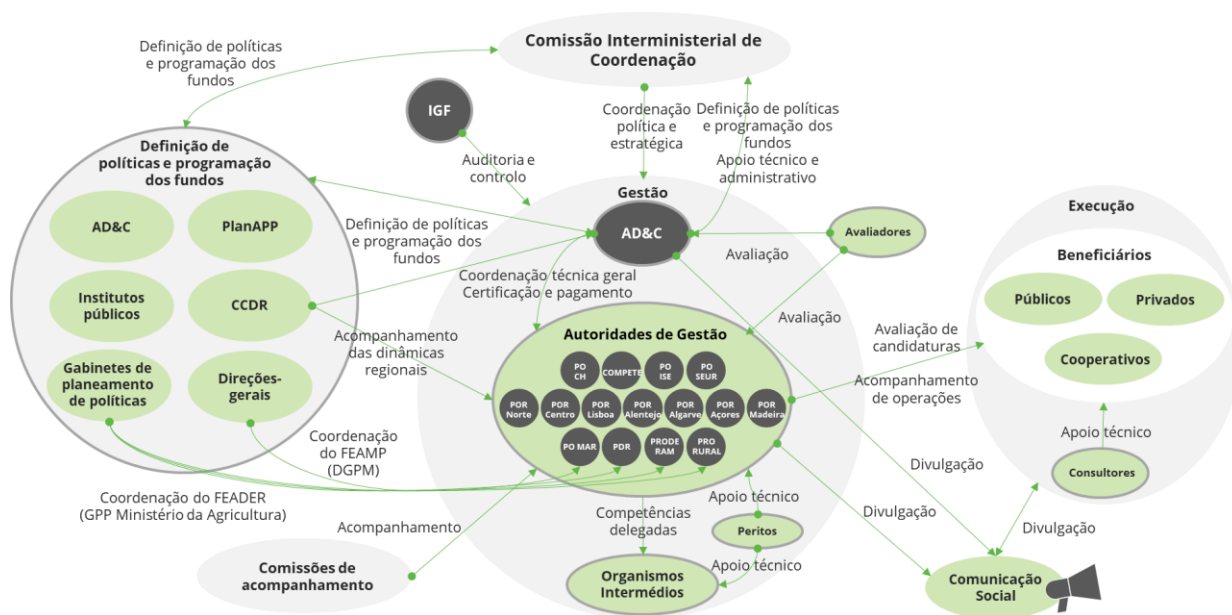 Comissão Interministerial de
Coordenação
Definição de políticas
e programação dos
fundos
IGF
Auditoria e
controlo
Coordenação
política e
estratégica
Definição de políticas
e programação dos
fundos
Apoio técnico e
administrativo
Definição de
políticas e programação
dos fundos
AD&C
PlanAPP
Institutos
públicos
CCDR
Gabinetes de
planeamento
de políticas
Direções-
gerais
Definição de políticas
e programação dos
fundos
Acompanhamento
das dinâmicas
regionais
Coordenação
do FEAMP
(DGPM)
Coordenação do FEADER
(GPP Ministério da Agricultura)
Gestão
AD&C
Coordenação técnica geral
Certificação e pagamento
Avaliadores
Avaliação
Avaliação
Autoridades de Gestão
PO
CH
COMPETE
PO
ISE
PO
SEUR
POR
Norte
POR
Centro
POR
Lisboa
POR
Alentejo
POR
Algarve
POR
Açores
POR
Madeira
PO MAR
PDR
PRODE
RAM
PRO
RURAL
Acompanhamento
Comissões de
acompanhamento
Competências
delegadas
Apoio técnico
Peritos
Apoio técnico
Organismos
Intermédios
Avaliação de
candidaturas
Acompanhamento
de operações
Execução
Beneficiários
Públicos
Privados
Cooperativos
Apoio técnico
Consultores
Divulgação
Divulgação
Divulgação
Comunicação
Social